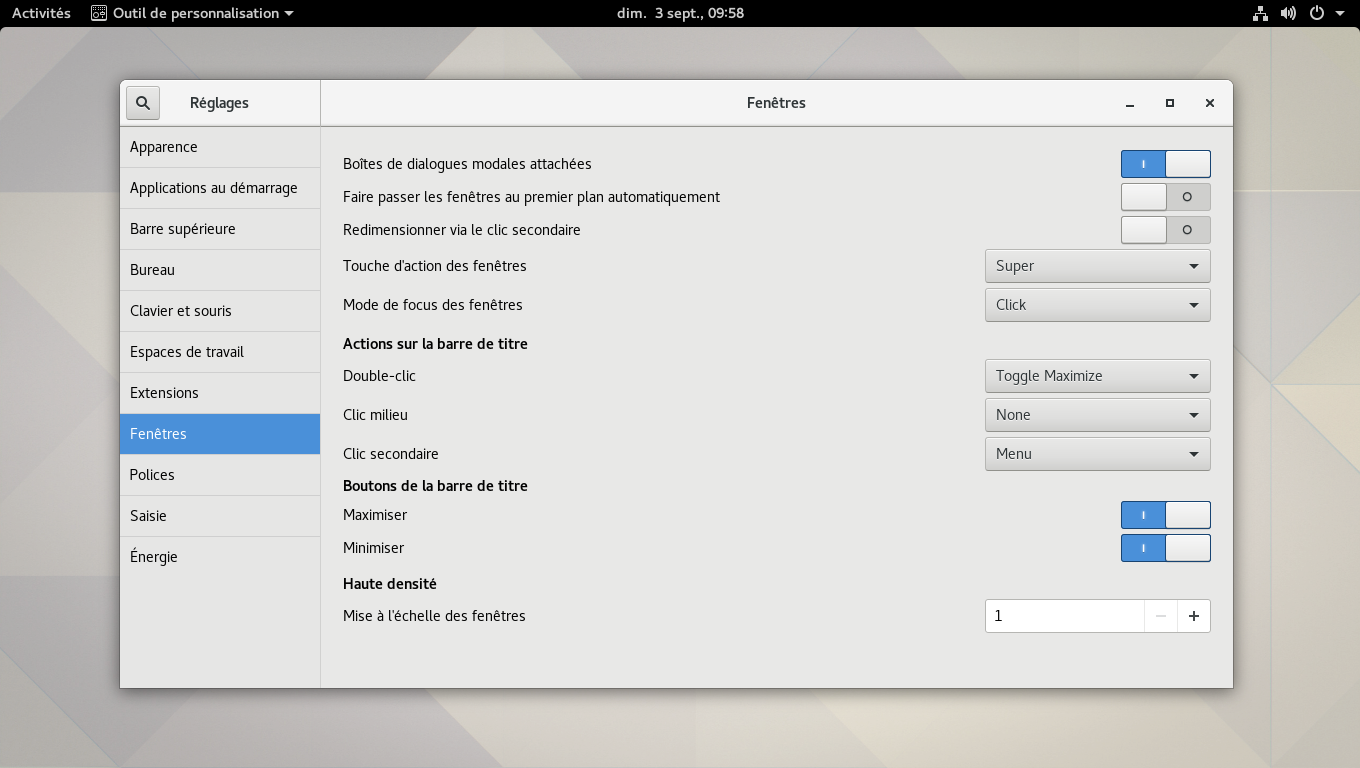 Activités Outil de personnalisation dim. 3 sept., 09:58
Réglages
Fenêtres
Apparence
Applications au démarrage
Barre supérieure
Bureau
Clavier et souris
Espaces de travail
Extensions
Fenêtres
Polices
Saisie
Énergie
Boîtes de dialogues modales attachées
Faire passer les fenêtres au premier plan automatiquement
Redimensionner via le clic secondaire
Touche d'action des fenêtres Super
Mode de focus des fenêtres Click
Actions sur la barre de titre
Double-clic Toggle Maximize
Clic milieu None
Clic secondaire Menu
Boutons de la barre de titre
Maximiser
Minimiser
Haute densité
Mise à l'échelle des fenêtres 1